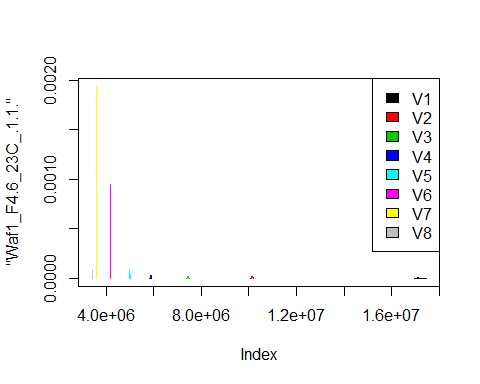 "Waf1_F4.6_23C_.1.1."
0.0020
0.0010
0.0000
V1
V2
V3
V4
V5
V6
V7
V8
4.0e+06 8.0e+06 1.2e+07 1.6e+07
Index